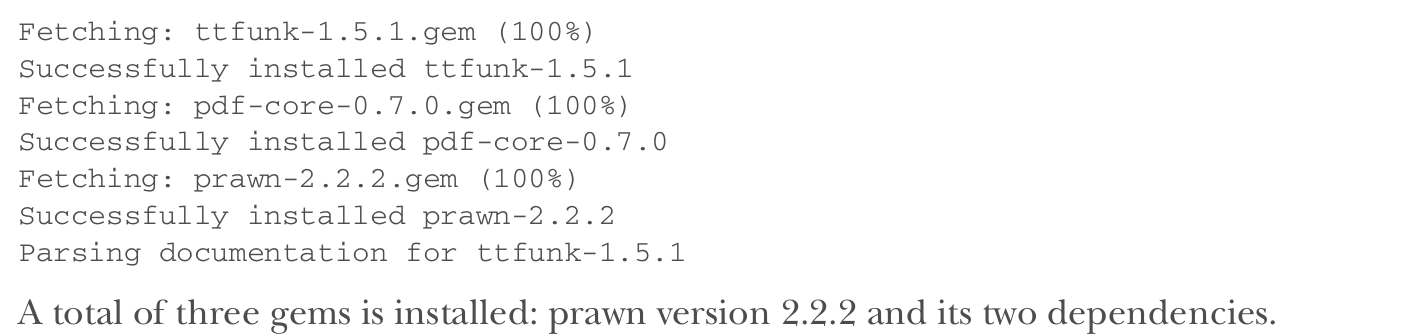 Fetching: ttfunk-1.5.1.gem (100%)
Successfully installed ttfunk-1.5.1
Fetching: pdf-core-0.7.0.gem (100%)
Successfully installed pdf-core-0.7.0
Fetching: prawn-2.2.2.gem (100%)
Successfully installed prawn-2.2.2
Parsing documentation for ttfunk-1.5.1
A total of three gems is installed: prawn version 2.2.2 and its two dependencies.